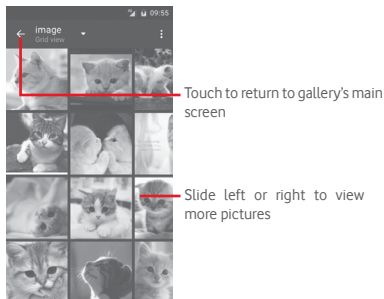 09:55
image
Grid view
Touch to return to gallery's main
screen
Slide left or right to view
more pictures